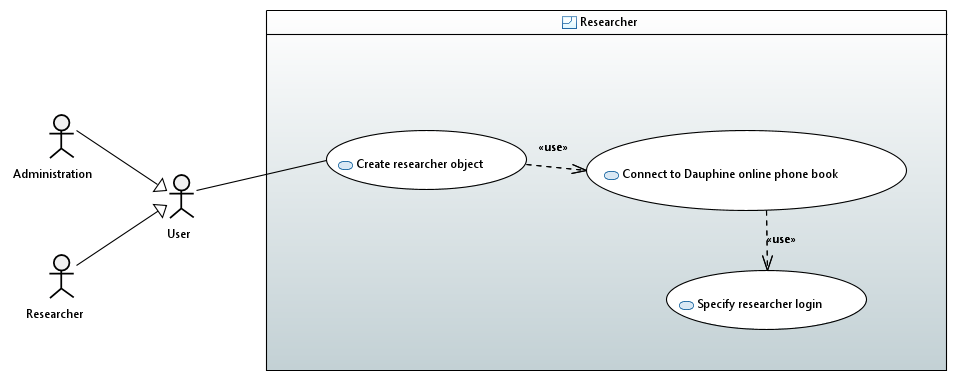 Researcher
Administration
User
Researcher
Create researcher object
«use»
Connect to Dauphine online phone book
«use»
Specify researcher login